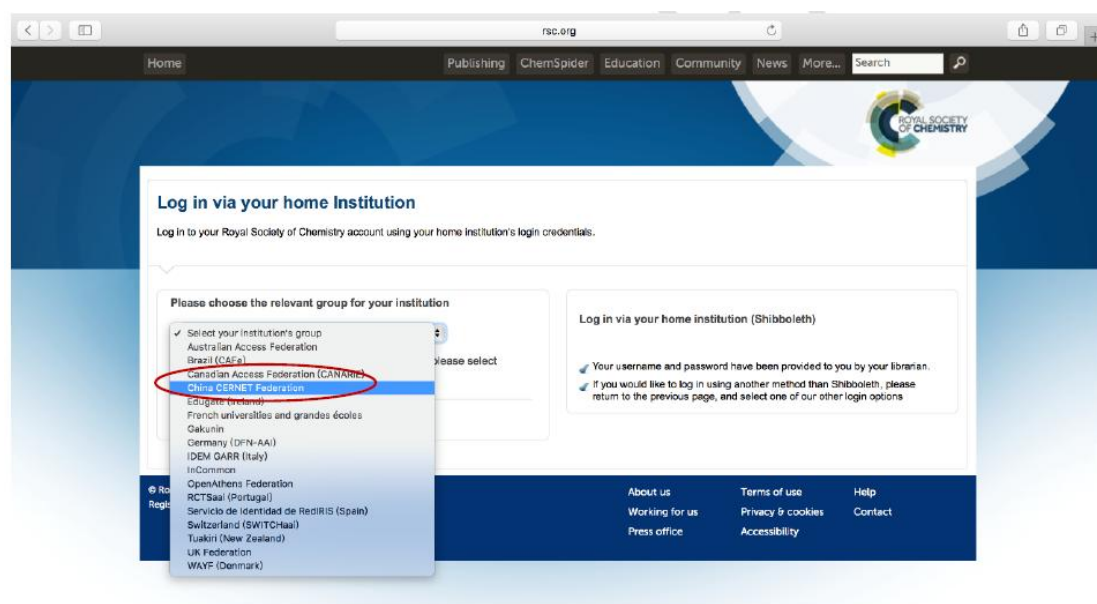 rsc.org
Home Publishing ChemSpider Education Community News More... Search
ROYAL SOCIETY
OF CHEMISTRY
Log in via your home Institution
Log in to your Royal Society of Chemistry account using your home institution's login credentials.
Please choose the relevant group for your institution
✓ Select your institution's group
Australian Access Federation
Brazil (CAFe)
please select
Canadian Access Federation (CANARIE)
China CERNET Federation
Edugate (Ireland)
French universities and grandes écoles
Gakunin
Germany (DFN-AAI)
IDEM GARR (Italy)
InCommon
OpenAthens Federation
RCTSaai (Portugal)
Servicio de Identidad de RedIRIS (Spain)
Switzerland (SWITCHaai)
Tuakiri (New Zealand)
UK Federation
WAYF (Denmark)
Log in via your home institution (Shibboleth)
Your username and password have been provided to you by your librarian.
If you would like to log in using another method than Shibboleth, please
return to the previous page, and select one of our other login options
© Ro
Regis
About us Terms of use Help
Working for us Privacy & cookies Contact
Press office Accessibility